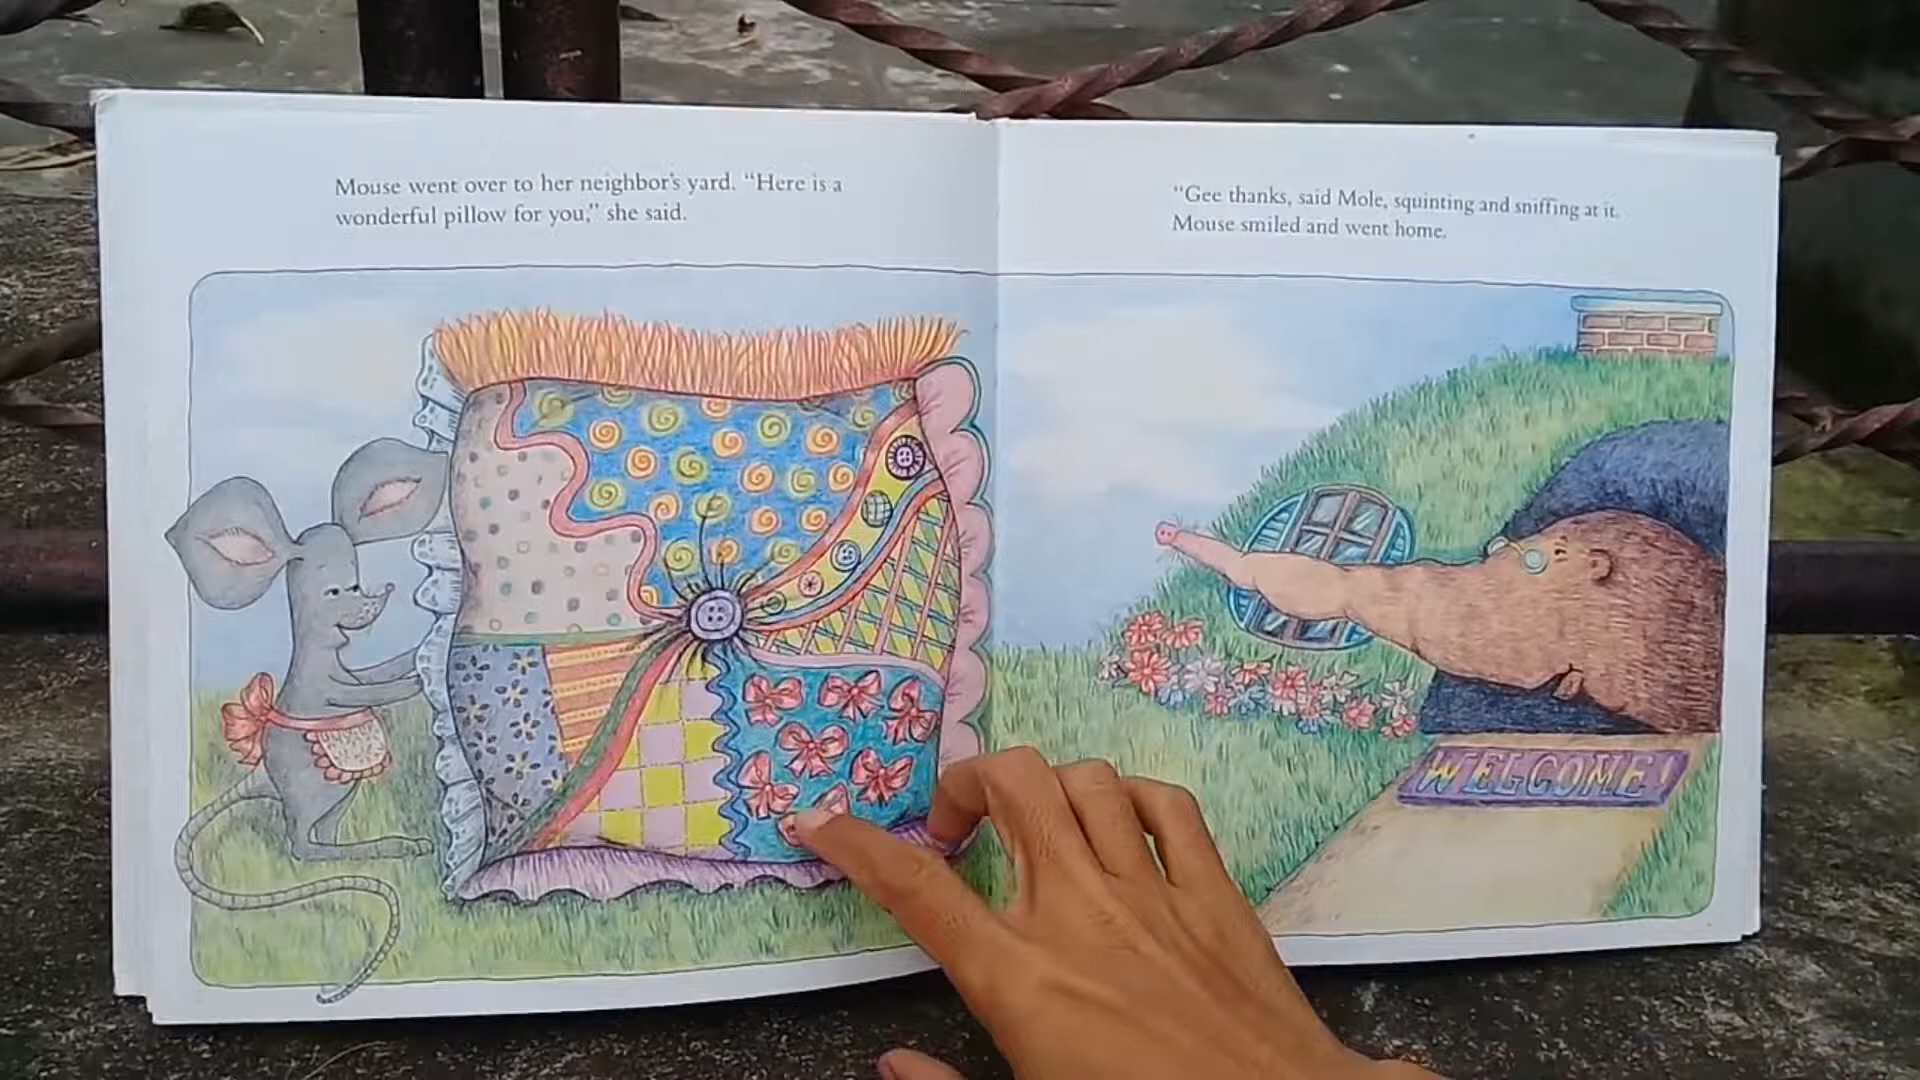 Mouse went over to her neighbor's yard. “Here is a
wonderful pillow for you,” she said.
“Gee thanks, said Mole, squinting and sniffing at it.
Mouse smiled and went home.
WELCOME!